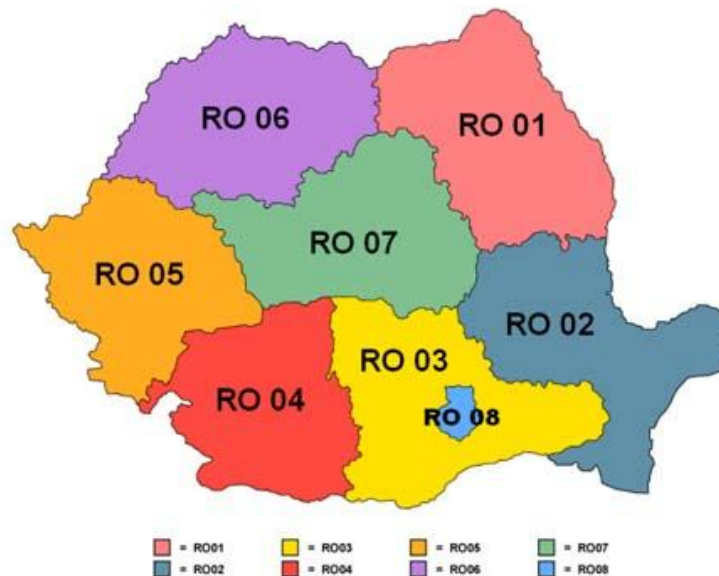 RO 06
RO 01
RO 07
RO 05
RO 02
RO 03
RO 04
RO 08
= RO01
= RO03
= RO05
= RO07
= RO02
= RO04
= RO06
= RO08